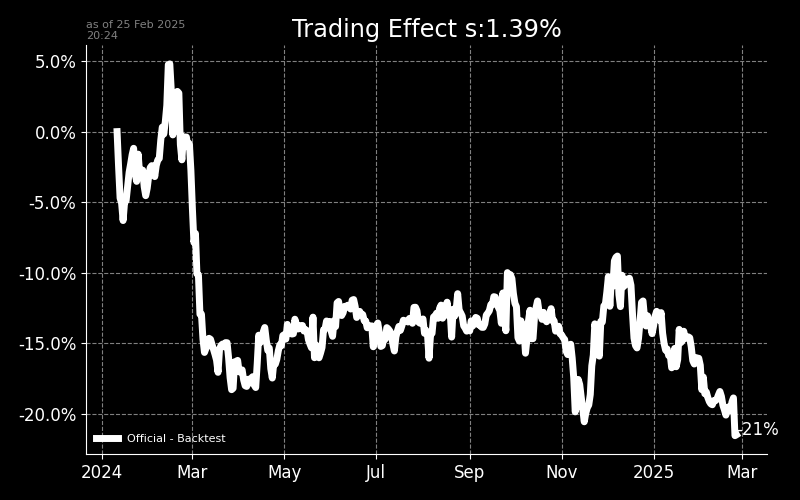 as of 25 Feb 2025
20:24
Trading Effect s:1.39%
5.0%
0.0%
-5.0%
-10.0%
-15.0%
-20.0%
-21%
Official - Backtest
2024 Mar May Jul Sep Nov 2025 Mar